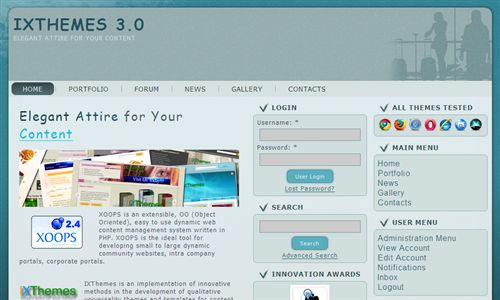 IXTHEMES 3.0
ELEGANT ATTIRE FOR YOUR CONTENT
HOME
PORTFOLIO
FORUM
NEWS
GALLERY
CONTACTS
Elegant Attire for Your
Content
XOOPS 2.4
XOOPS is an extensible, OO (Object
Oriented), easy to use dynamic web
content management system written in
PHP. XOOPS is the ideal tool for
developing small to large dynamic
community websites, intra company
portals, corporate portals.
IXThemes
IXThemes is an implementation of innovative
methods in the development of qualitative
universality themes and templates for content
LOGIN
Username: *
Password: *
User Login
Lost Password?
SEARCH
Search
Advanced Search
INNOVATION AWARDS
ALL THEMES TESTED
MAIN MENU
Home
Portfolio
News
Gallery
Contacts
USER MENU
Administration Menu
View Account
Edit Account
Notifications
Inbox
Logout